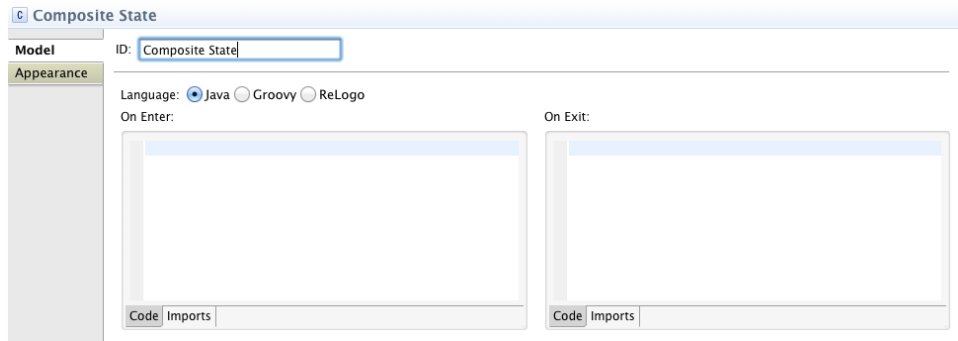 C Composite State
Model
ID: Composite State
Appearance
Language: Java Groovy ReLogo
On Enter:
On Exit:
Code Imports
Code Imports